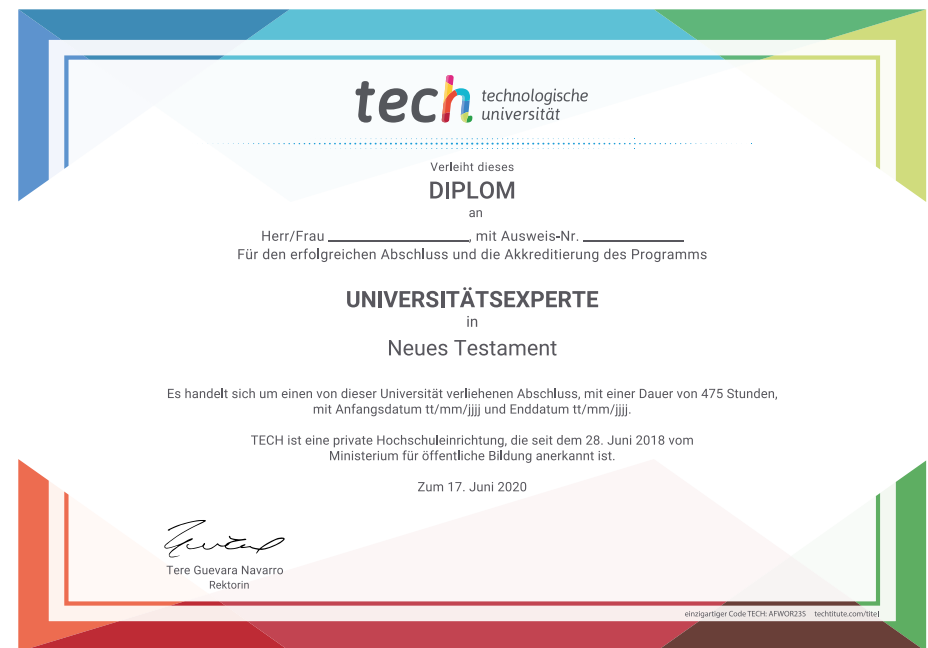 tech technologische
universität
Verleiht dieses
DIPLOM
an
Herr/Frau ____________, mit Ausweis-Nr. ____________
Für den erfolgreichen Abschluss und die Akkreditierung des Programms
UNIVERSITÄTSEXPERTE
in
Neues Testament
Es handelt sich um einen von dieser Universität verliehenen Abschluss, mit einer Dauer von 475 Stunden,
mit Anfangsdatum tt/mm/jjjj und Enddatum tt/mm/jjjj.
TECH ist eine private Hochschuleinrichtung, die seit dem 28. Juni 2018 vom
Ministerium für öffentliche Bildung anerkannt ist.
Zum 17. Juni 2020
Tere Guevara Navarro
Rektorin
einzigartiger Code TECH: AFWOR23S techtitute.com/titel